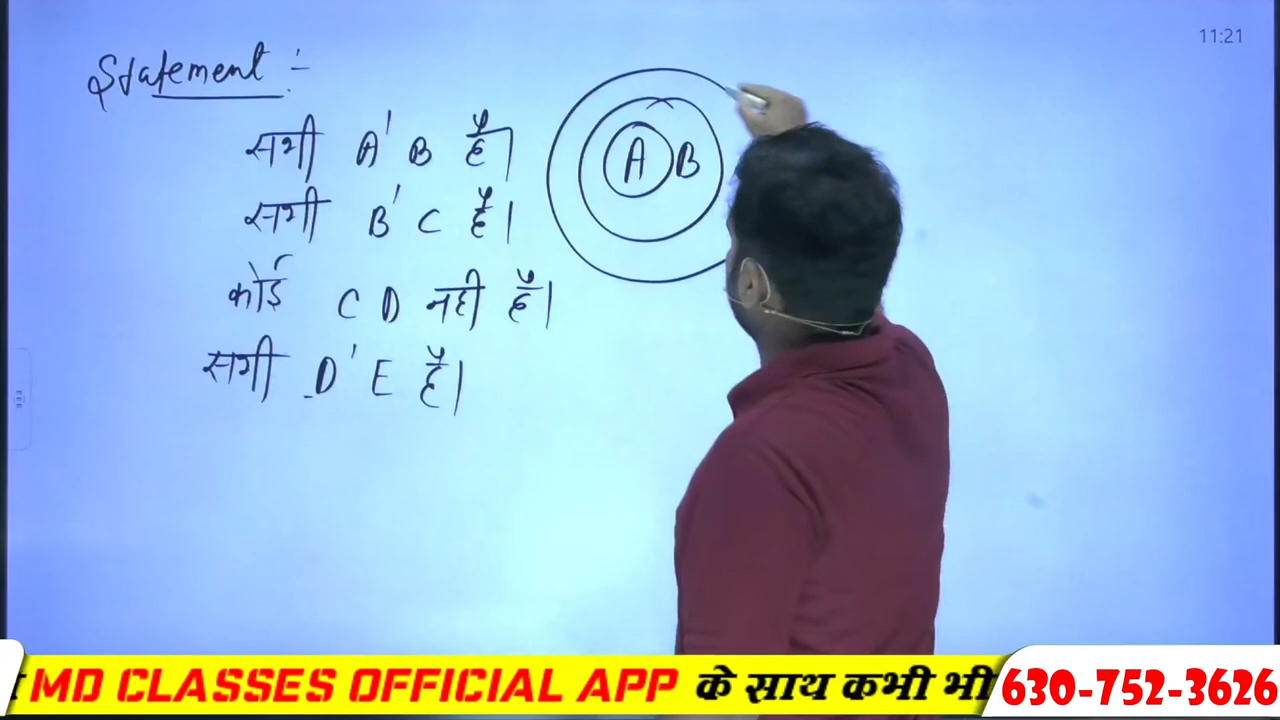 11:21
Statement :-
सभी A' B है।
सभी B' C है।
कोई C D नही है।
सभी D' E है।
A B
MD CLASSES OFFICIAL APP के साथ कभी भी
630-752-3626